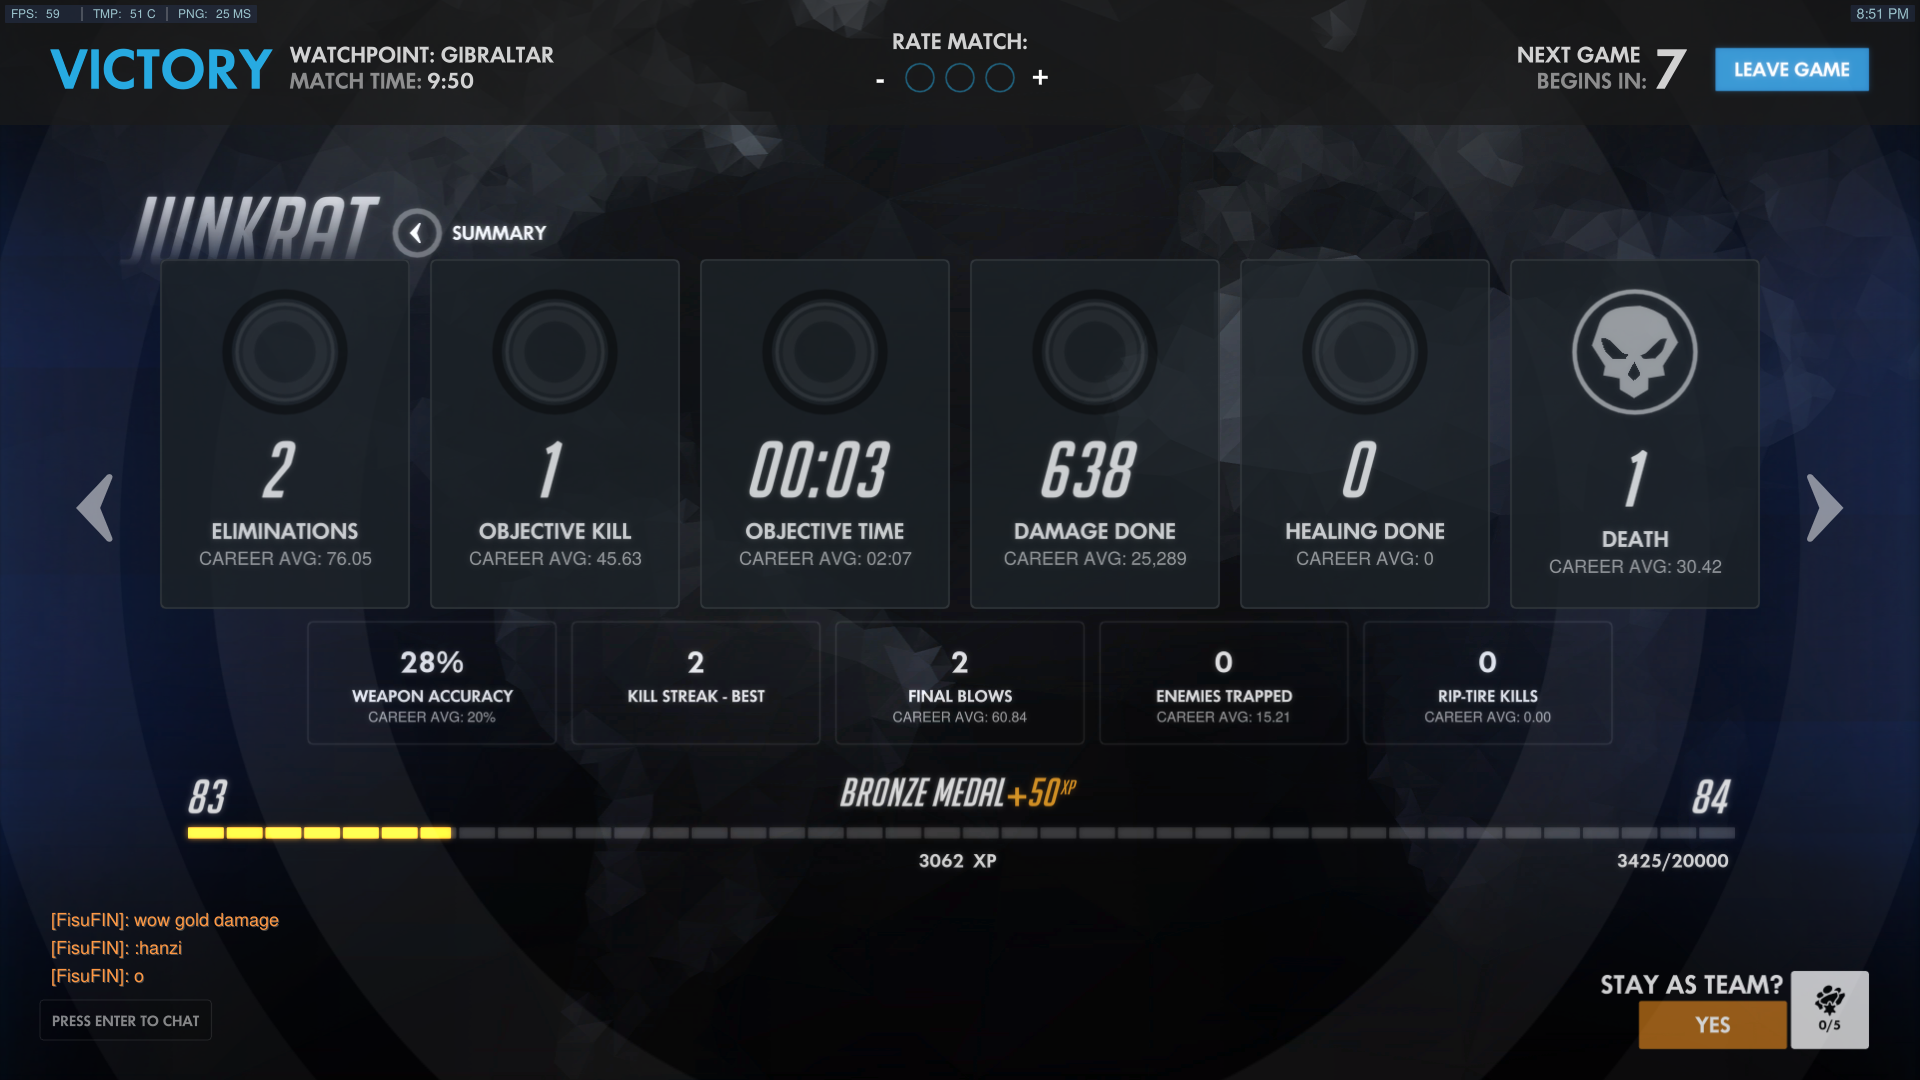 FPS: 59 | TMP: 51 C | PNG: 25 MS
8:51 PM
VICTORY
WATCHPOINT: GIBRALTAR
MATCH TIME: 9:50
RATE MATCH:
- +
NEXT GAME
BEGINS IN: 7
LEAVE GAME
JUNKRAT
SUMMARY
2
ELIMINATIONS
CAREER AVG: 76.05
1
OBJECTIVE KILL
CAREER AVG: 45.63
00:03
OBJECTIVE TIME
CAREER AVG: 02:07
638
DAMAGE DONE
CAREER AVG: 25,289
0
HEALING DONE
CAREER AVG: 0
1
DEATH
CAREER AVG: 30.42
28%
WEAPON ACCURACY
CAREER AVG: 20%
2
KILL STREAK - BEST
2
FINAL BLOWS
CAREER AVG: 60.84
0
ENEMIES TRAPPED
CAREER AVG: 15.21
0
RIP-TIRE KILLS
CAREER AVG: 0.00
83
BRONZE MEDAL +50 XP
84
3062 XP
3425/20000
[FisuFIN]: wow gold damage
[FisuFIN]: :hanzi
[FisuFIN]: o
PRESS ENTER TO CHAT
STAY AS TEAM?
YES
0/5